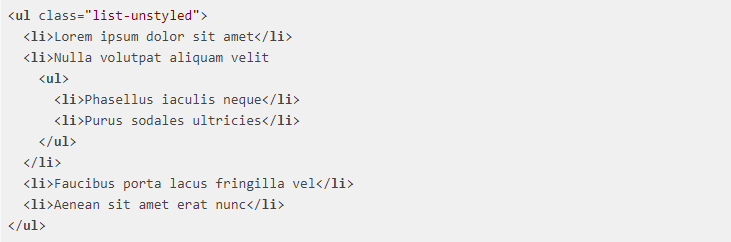 <ul class="list-unstyled">
  <li>Lorem ipsum dolor sit amet</li>
  <li>Nulla volutpat aliquam velit
    <ul>
      <li>Phasellus iaculis neque</li>
      <li>Purus sodales ultricies</li>
    </ul>
  </li>
  <li>Faucibus porta lacus fringilla vel</li>
  <li>Aenean sit amet erat nunc</li>
</ul>